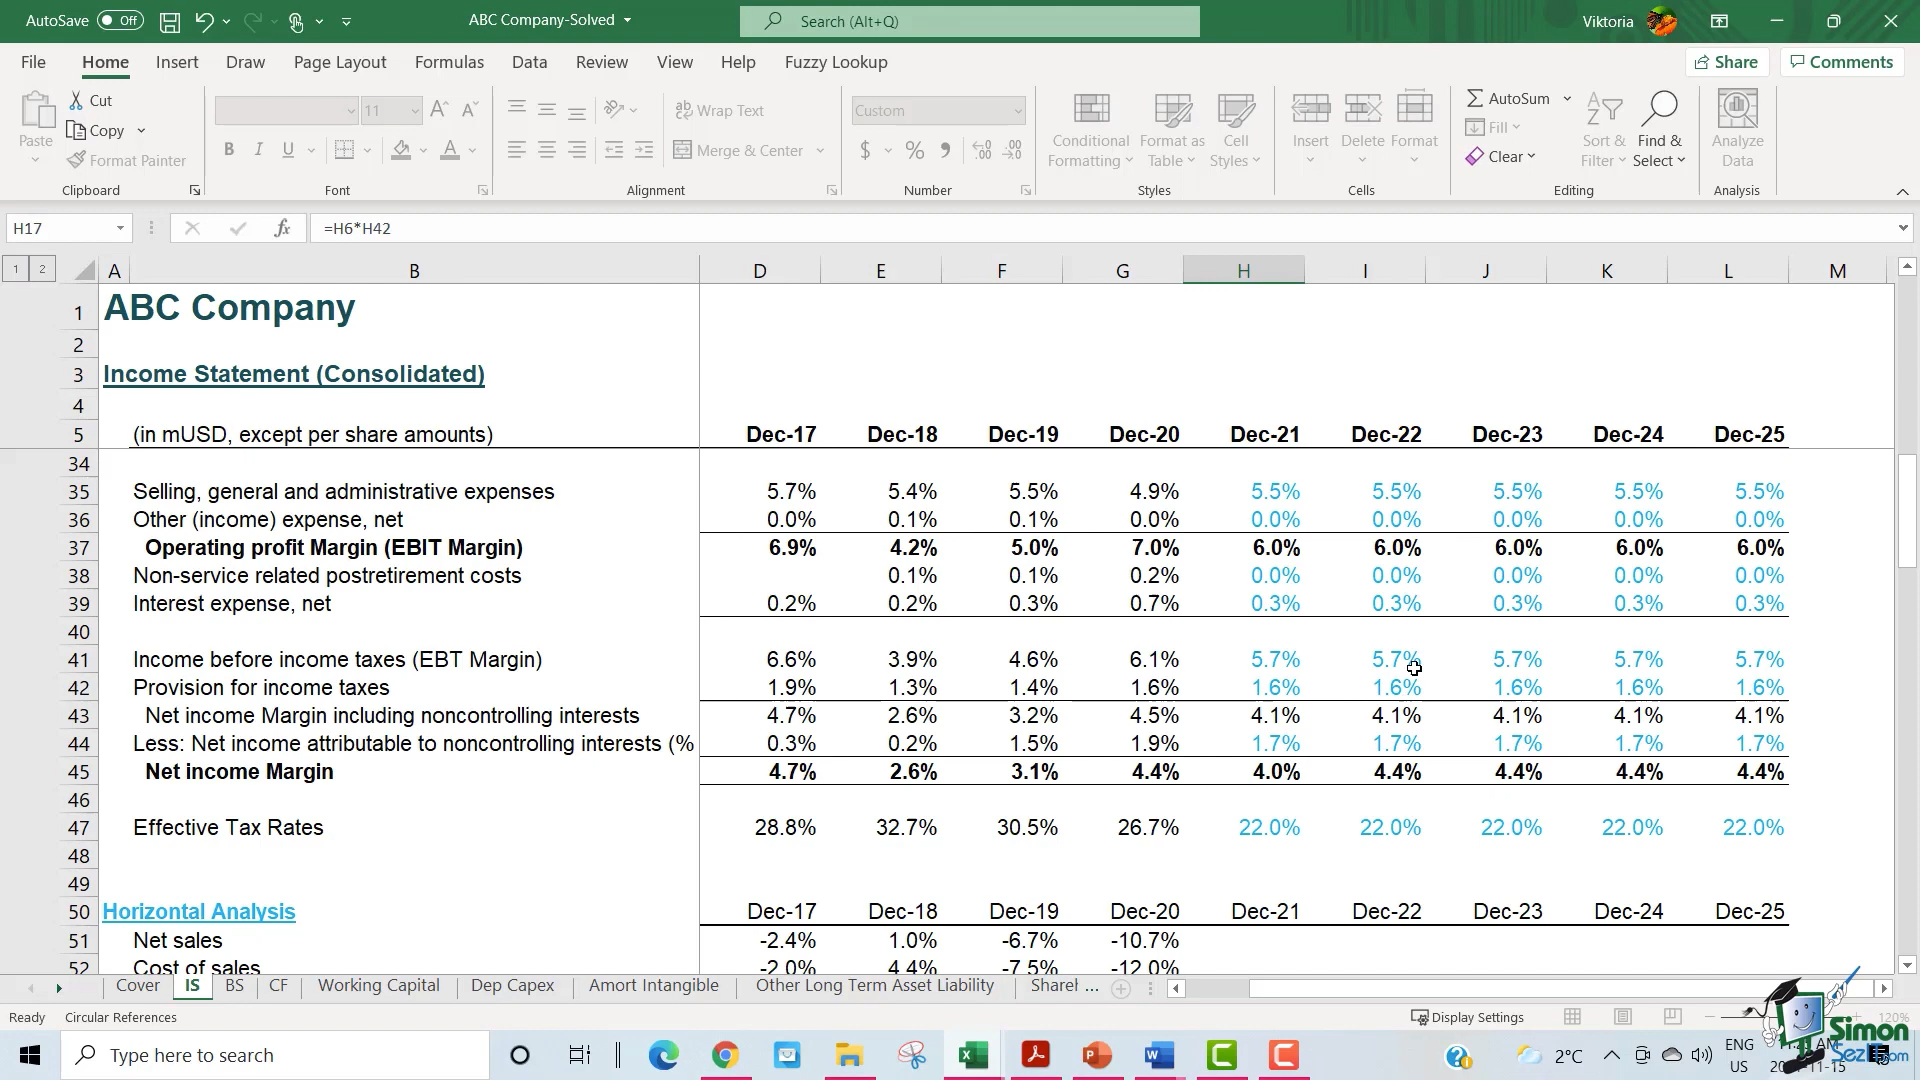 AutoSave Off ABC Company-Solved Search (Alt+Q) Viktoria
File Home Insert Draw Page Layout Formulas Data Review View Help Fuzzy Lookup Share Comments
Paste Cut Copy Format Painter Clipboard
11 B I U Font
Wrap Text Merge & Center Alignment
Custom $ % Number
Conditional Formatting Format as Table Cell Styles Styles
Insert Delete Format Cells
AutoSum Fill Clear Sort & Filter Find & Select Editing
Analyze Data Analysis
H17 fx =H6*H42
1 2 A B D E F G H I J K L M
1 ABC Company
2
3 Income Statement (Consolidated)
4
5 (in mUSD, except per share amounts) Dec-17 Dec-18 Dec-19 Dec-20 Dec-21 Dec-22 Dec-23 Dec-24 Dec-25
34
35 Selling, general and administrative expenses 5.7% 5.4% 5.5% 4.9% 5.5% 5.5% 5.5% 5.5% 5.5%
36 Other (income) expense, net 0.0% 0.1% 0.1% 0.0% 0.0% 0.0% 0.0% 0.0% 0.0%
37 Operating profit Margin (EBIT Margin) 6.9% 4.2% 5.0% 7.0% 6.0% 6.0% 6.0% 6.0% 6.0%
38 Non-service related postretirement costs 0.1% 0.1% 0.2% 0.0% 0.0% 0.0% 0.0% 0.0%
39 Interest expense, net 0.2% 0.2% 0.3% 0.7% 0.3% 0.3% 0.3% 0.3% 0.3%
40
41 Income before income taxes (EBT Margin) 6.6% 3.9% 4.6% 6.1% 5.7% 5.7% 5.7% 5.7% 5.7%
42 Provision for income taxes 1.9% 1.3% 1.4% 1.6% 1.6% 1.6% 1.6% 1.6% 1.6%
43 Net income Margin including noncontrolling interests 4.7% 2.6% 3.2% 4.5% 4.1% 4.1% 4.1% 4.1% 4.1%
44 Less: Net income attributable to noncontrolling interests (% 0.3% 0.2% 1.5% 1.9% 1.7% 1.7% 1.7% 1.7% 1.7%
45 Net income Margin 4.7% 2.6% 3.1% 4.4% 4.0% 4.4% 4.4% 4.4% 4.4%
46
47 Effective Tax Rates 28.8% 32.7% 30.5% 26.7% 22.0% 22.0% 22.0% 22.0% 22.0%
48
49
50 Horizontal Analysis Dec-17 Dec-18 Dec-19 Dec-20 Dec-21 Dec-22 Dec-23 Dec-24 Dec-25
51 Net sales -2.4% 1.0% -6.7% -10.7%
52 Cost of sales -2.0% 4.4% -7.5% -12.0%
Cover IS BS CF Working Capital Dep Capex Amort Intangible Other Long Term Asset Liability Sharel ...
Ready Circular References Display Settings 120%
Type here to search 2°C ENG
US
Simon
SezIt.com